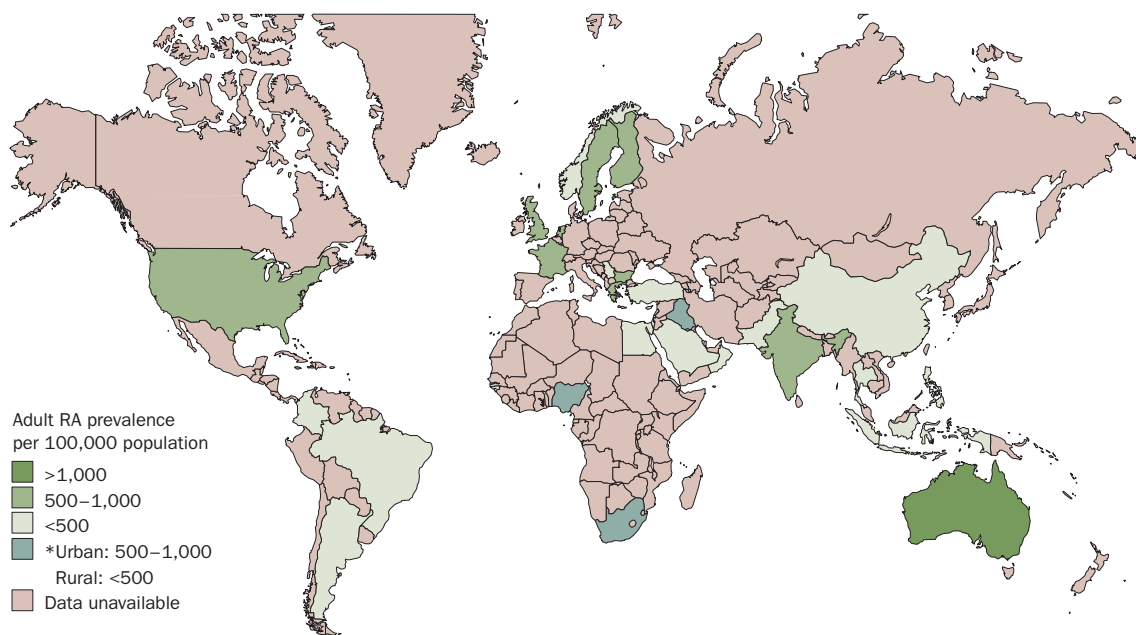 Adult RA prevalence
per 100,000 population
>1,000
500–1,000
<500
*Urban: 500–1,000
Rural: <500
Data unavailable